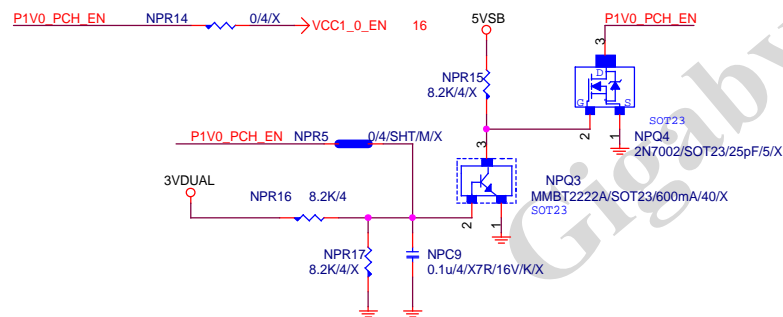 P1V0_PCH_EN NPR14 0/4/X VCC1_0_EN 16
5VSB
P1V0_PCH_EN
3
D
G
S
NPR15
8.2K/4/X
SOT23
NPQ4
2N7002/SOT23/25pF/5/X
2
1
P1V0_PCH_EN NPR5 0/4/SHT/M/X
3
NPQ3
MMBT2222A/SOT23/600mA/40/X
SOT23
3VDUAL
NPR16 8.2K/4
2
1
NPR17
8.2K/4/X
NPC9
0.1u/4/X7R/16V/K/X
Gigaby